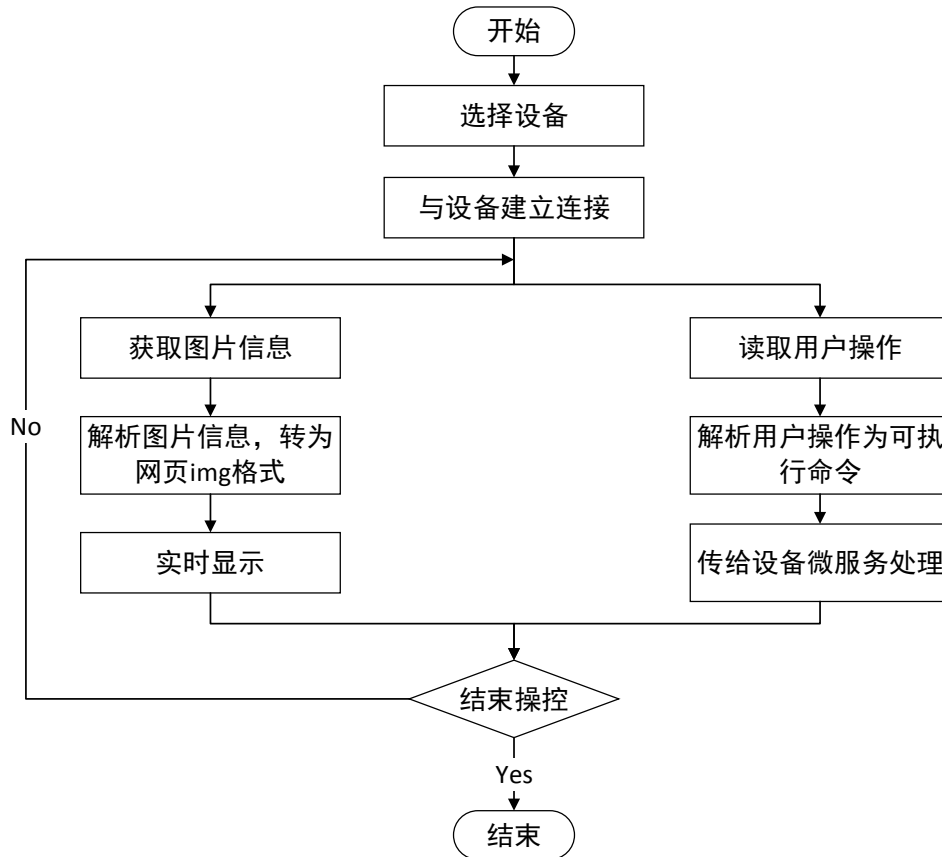 开始
选择设备
与设备建立连接
获取图片信息
读取用户操作
No
解析图片信息，转为
网页img格式
解析用户操作为可执
行命令
实时显示
传给设备微服务处理
结束操控
Yes
结束